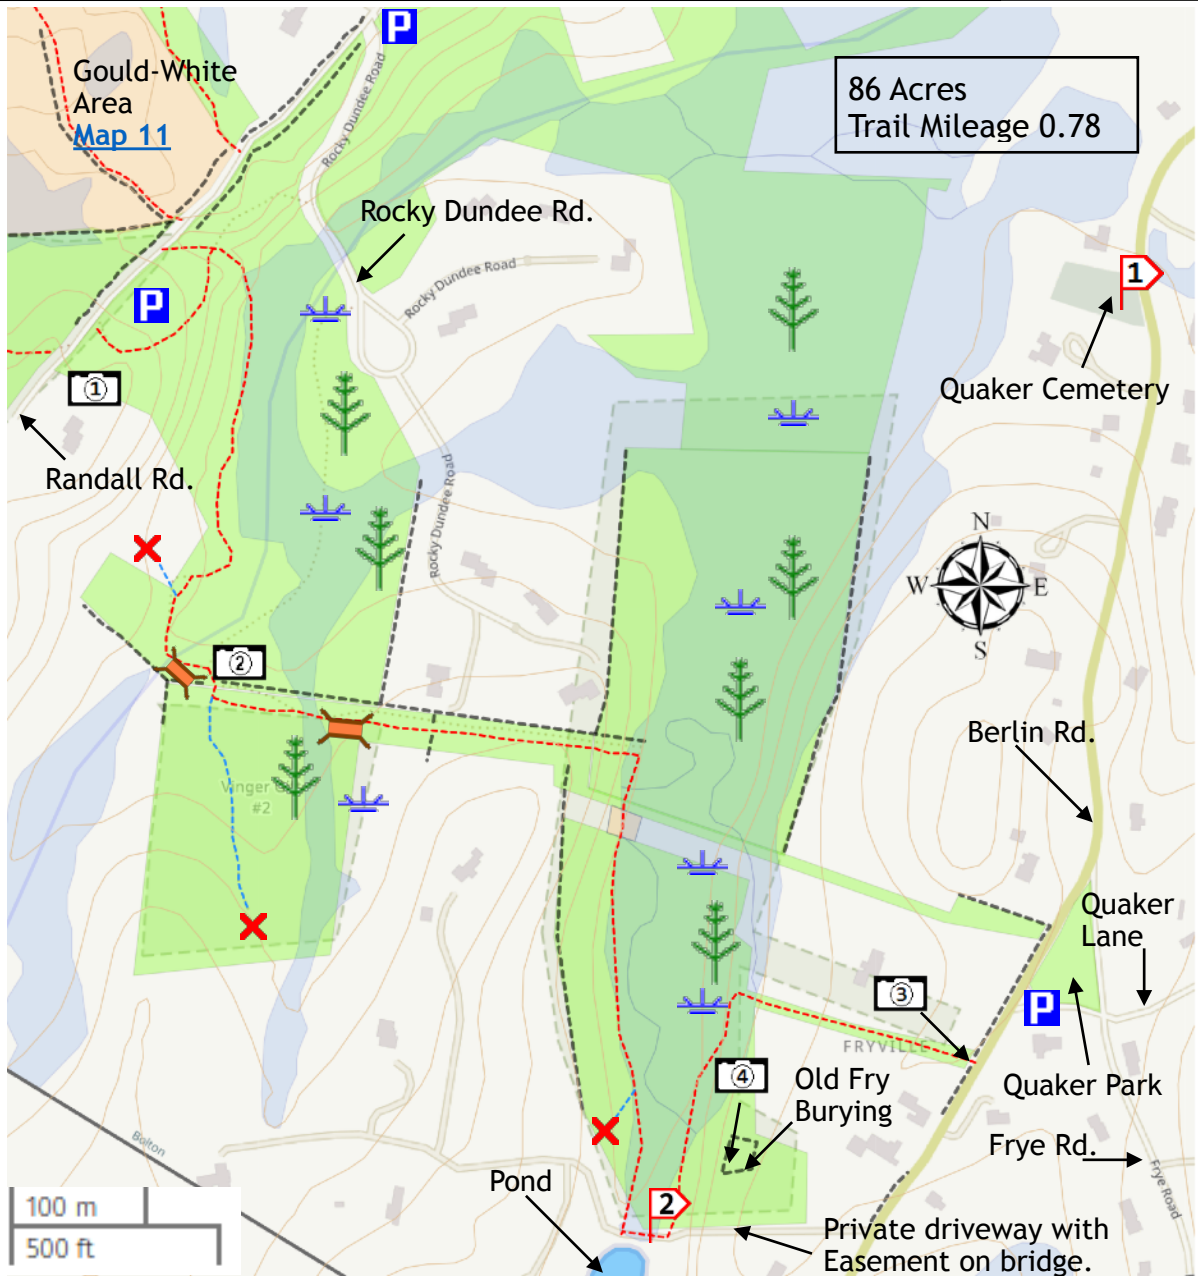 P
Gould-White
Area
Map 11
86 Acres
Trail Mileage 0.78
Rocky Dundee Road
Rocky Dundee Rd.
Rocky Dundee Road
1
P
Quaker Cemetery
1
Randall Rd.
Rocky Dundee Road
N
W
E
S
2
Berlin Rd.
#2
Quaker
Lane
3
P
FRYVILLE
4
Old Fry
Burying
Quaker Park
Frye Rd.
Bolton
Frye Road
Pond
2
100 m
500 ft
Private driveway with
Easement on bridge.